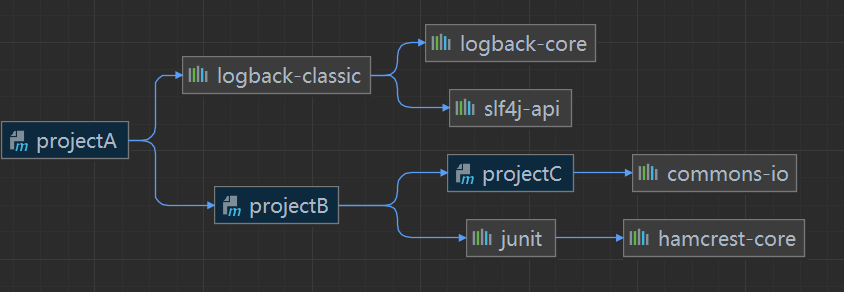 logback-core
logback-classic
slf4j-api
projectA
projectC
commons-io
projectB
junit
hamcrest-core